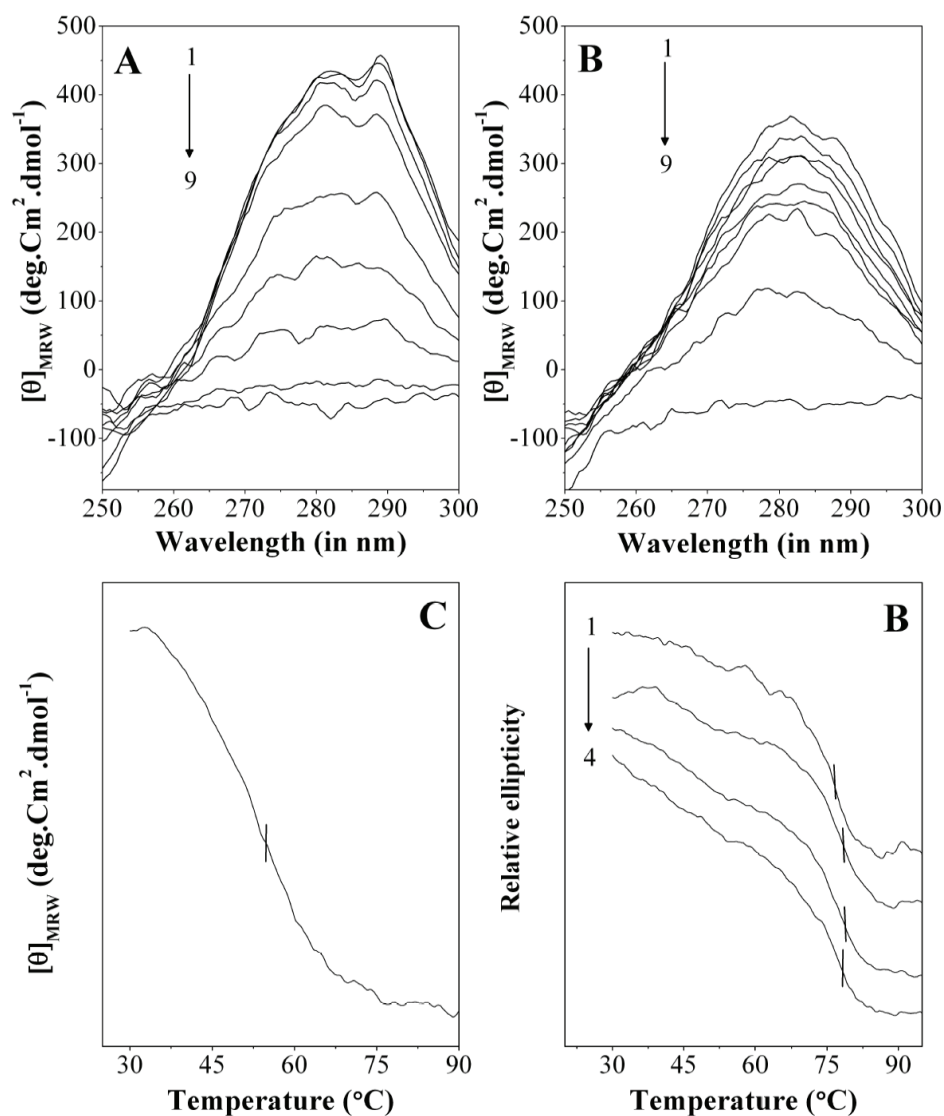 A
1
9
500
400
300
200
100
0
-100
[θ]MRW (deg.Cm².dmol⁻¹)
250 260 270 280 290 300
Wavelength (in nm)
B
1
9
500
400
300
200
100
0
-100
[θ]MRW (deg.Cm².dmol⁻¹)
250 260 270 280 290 300
Wavelength (in nm)
C
[θ]MRW (deg.Cm².dmol⁻¹)
30 45 60 75 90
Temperature (°C)
B
1
4
Relative ellipticity
30 45 60 75 90
Temperature (°C)